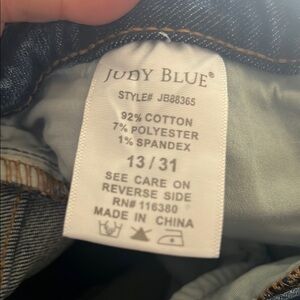 JUDY BLUE®
STYLE# JB88365
92% COTTON
7% POLYESTER
1% SPANDEX
13 / 31
SEE CARE ON
REVERSE SIDE
RN# 116380
MADE IN CHINA